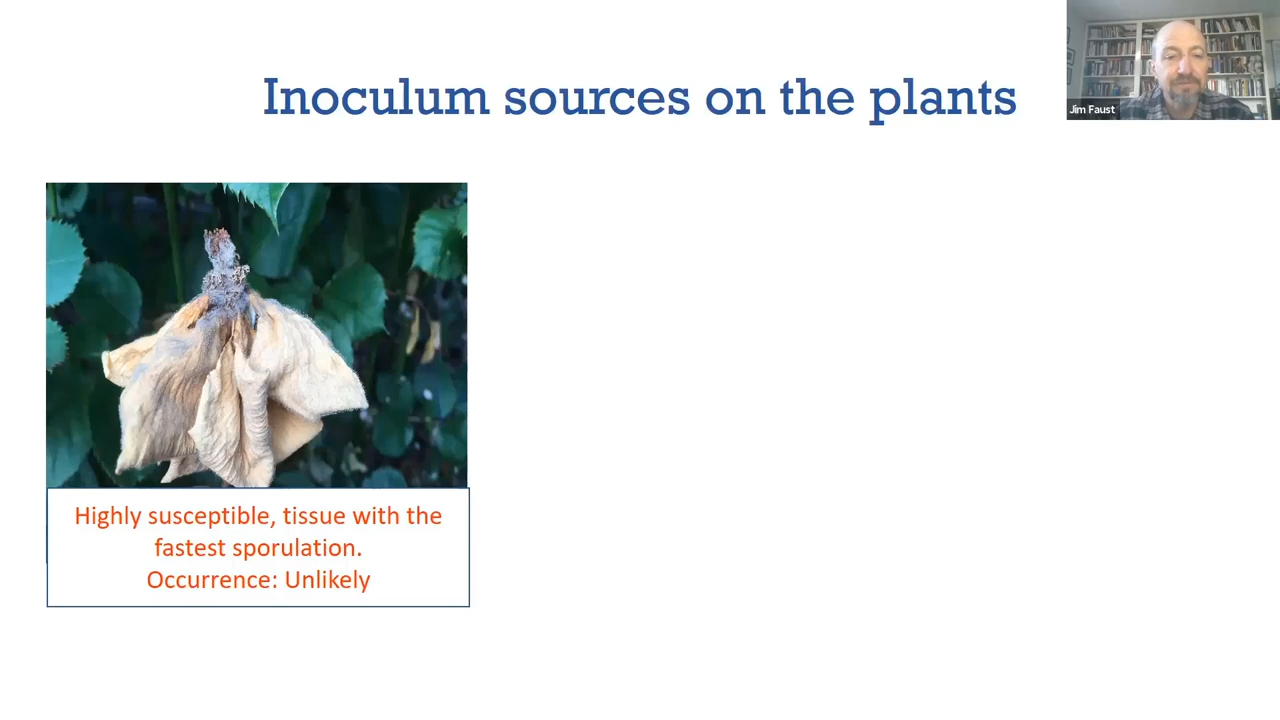 Inoculum sources on the plants
Jim Faust
Highly susceptible, tissue with the
fastest sporulation.
Occurrence: Unlikely